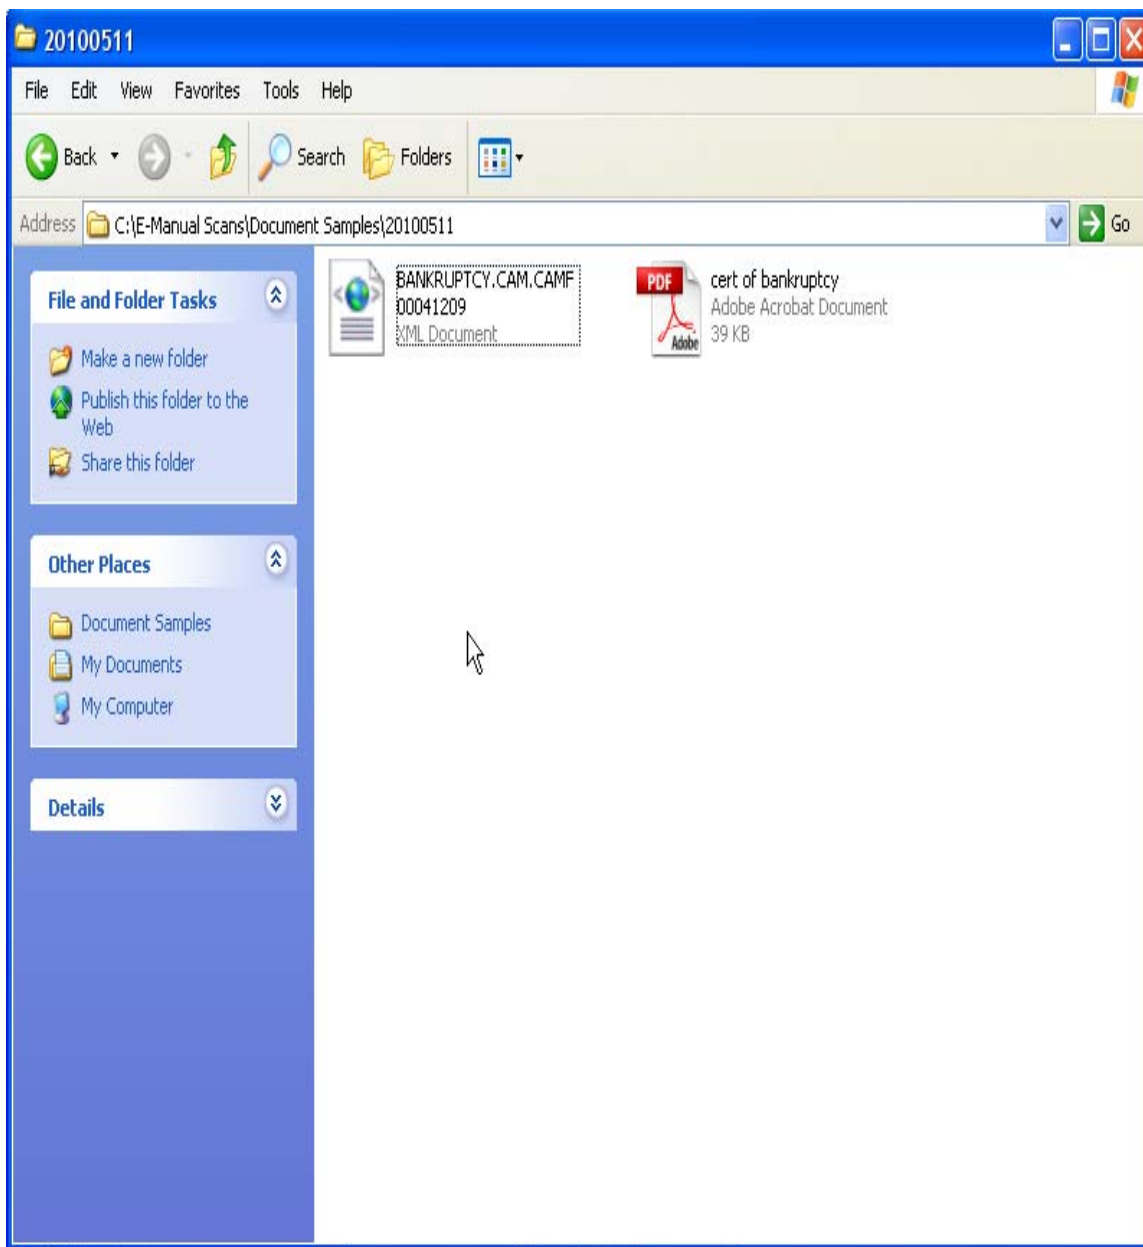 20100511
File Edit View Favorites Tools Help
Back Search Folders
Address C:\E-Manual Scans\Document Samples\20100511 Go
File and Folder Tasks
Make a new folder
Publish this folder to the
Web
Share this folder
Other Places
Document Samples
My Documents
My Computer
Details
BANKRUPTCY.CAM.CAMF
00041209
XML Document
PDF
Adobe
cert of bankruptcy
Adobe Acrobat Document
39 KB